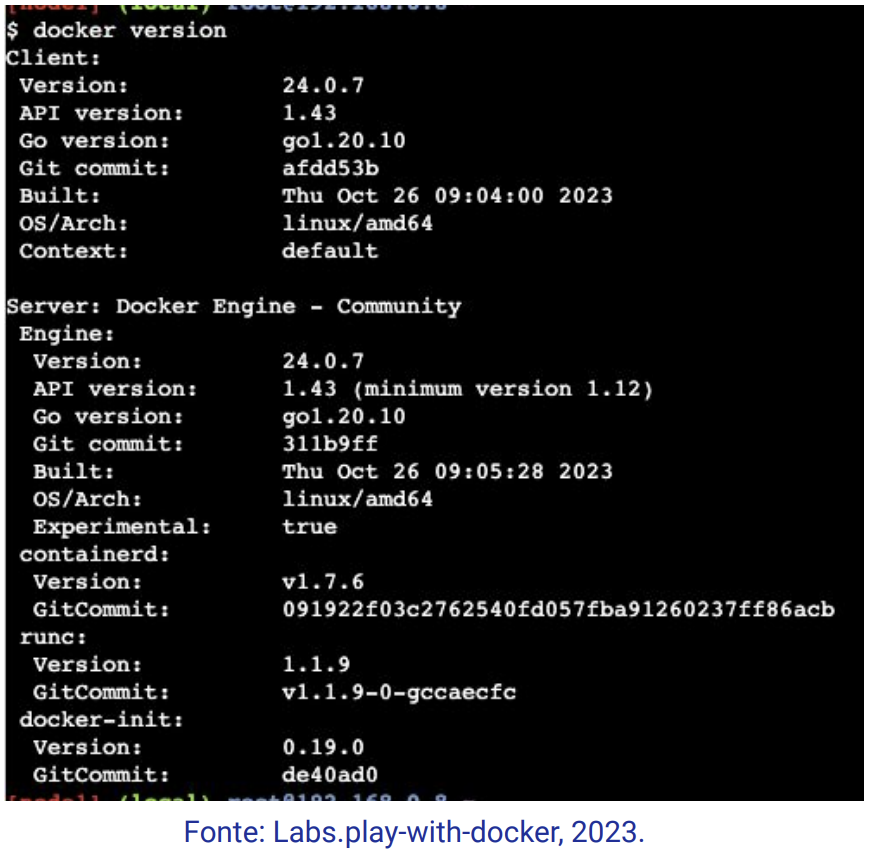 $ docker version
Client:
Version: 24.0.7
API version: 1.43
Go version: go1.20.10
Git commit: afdd53b
Built: Thu Oct 26 09:04:00 2023
OS/Arch: linux/amd64
Context: default
Server: Docker Engine - Community
Engine:
Version: 24.0.7
API version: 1.43 (minimum version 1.12)
Go version: go1.20.10
Git commit: 311b9ff
Built: Thu Oct 26 09:05:28 2023
OS/Arch: linux/amd64
Experimental: true
containerd:
Version: v1.7.6
GitCommit: 091922f03c2762540fd057fba91260237ff86acb
runc:
Version: 1.1.9
GitCommit: v1.1.9-0-gccaecfc
docker-init:
Version: 0.19.0
GitCommit: de40ad0
Fonte: Labs.play-with-docker, 2023.